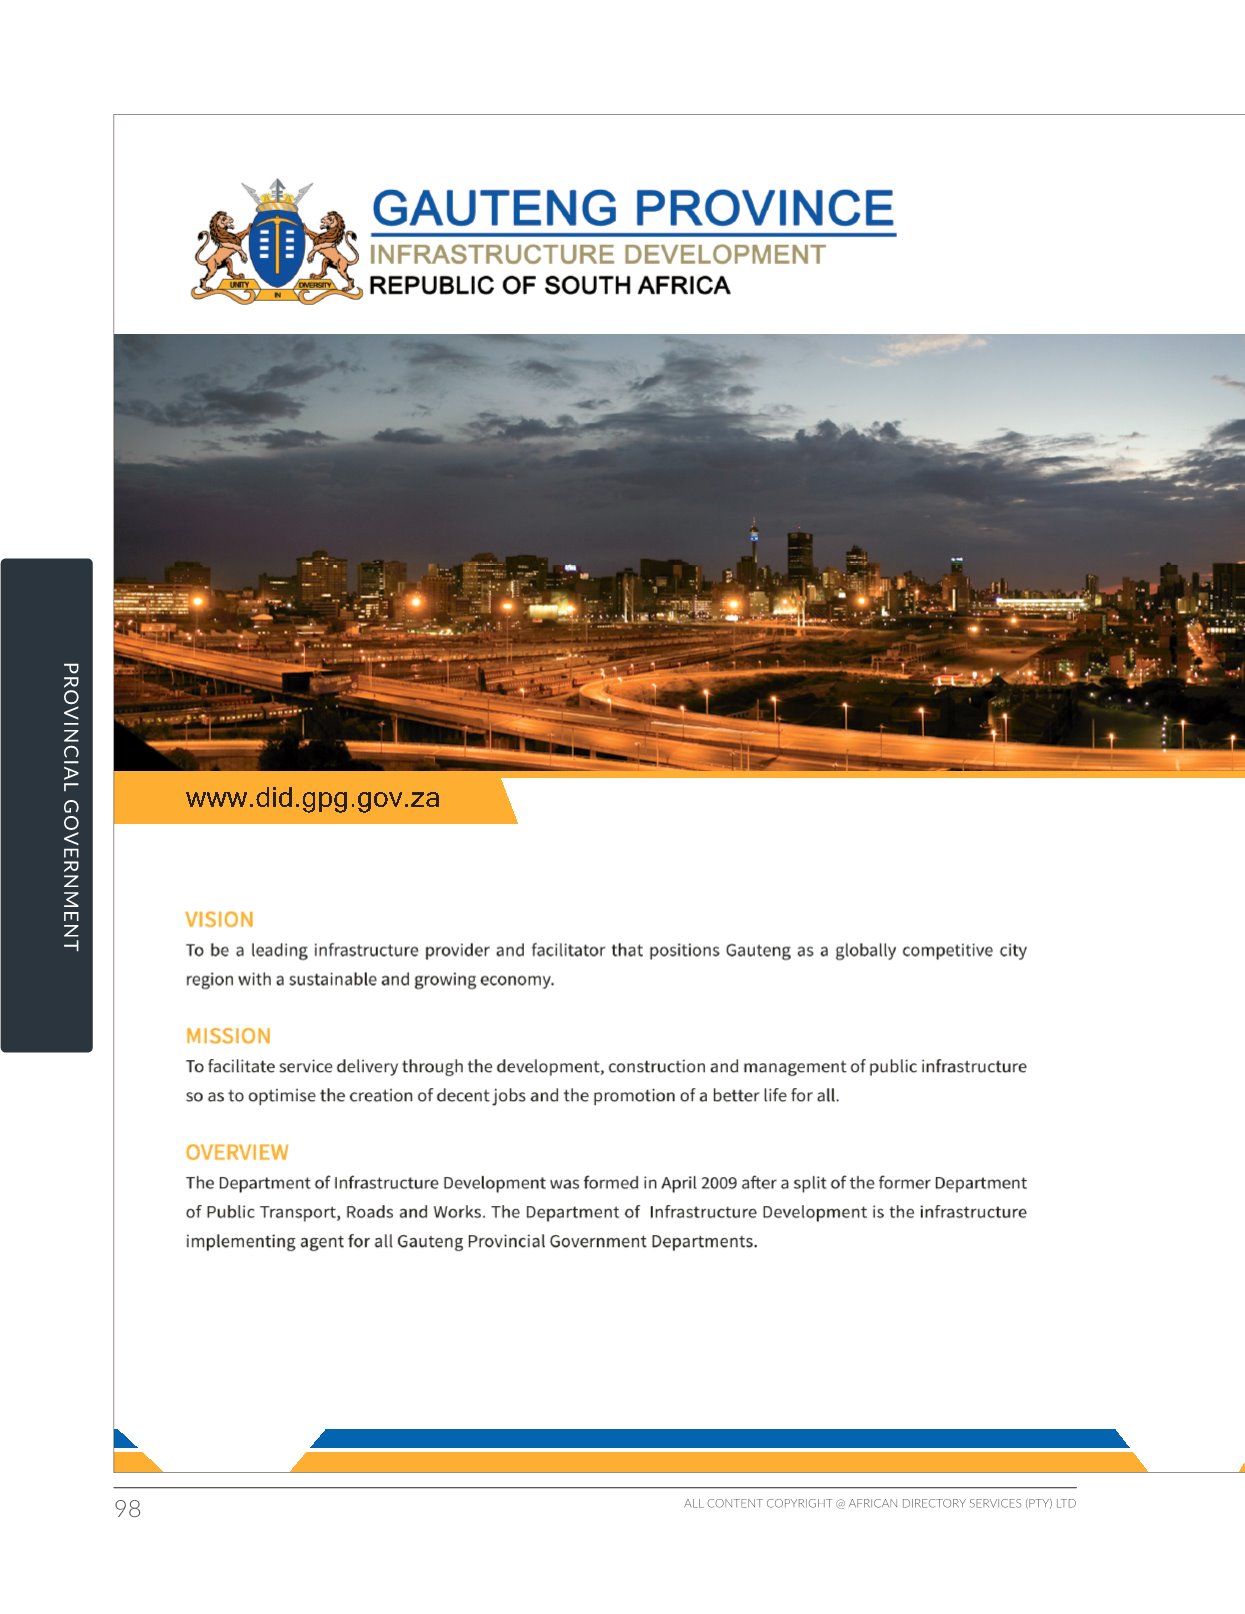 GAUTENG PROVINCE
INFRASTRUCTURE DEVELOPMENT
REPUBLIC OF SOUTH AFRICA
UNITY
IN
DIVERSITY
PROVINCIAL GOVERNMENT
www.did.gpg.gov.za
VISION
To be a leading infrastructure provider and facilitator that positions Gauteng as a globally competitive city
region with a sustainable and growing economy.
MISSION
To facilitate service delivery through the development, construction and management of public infrastructure
so as to optimise the creation of decent jobs and the promotion of a better life for all.
OVERVIEW
The Department of Infrastructure Development was formed in April 2009 after a split of the former Department
of Public Transport, Roads and Works. The Department of Infrastructure Development is the infrastructure
implementing agent for all Gauteng Provincial Government Departments.
98
ALL CONTENT COPYRIGHT @ AFRICAN DIRECTORY SERVICES (PTY) LTD